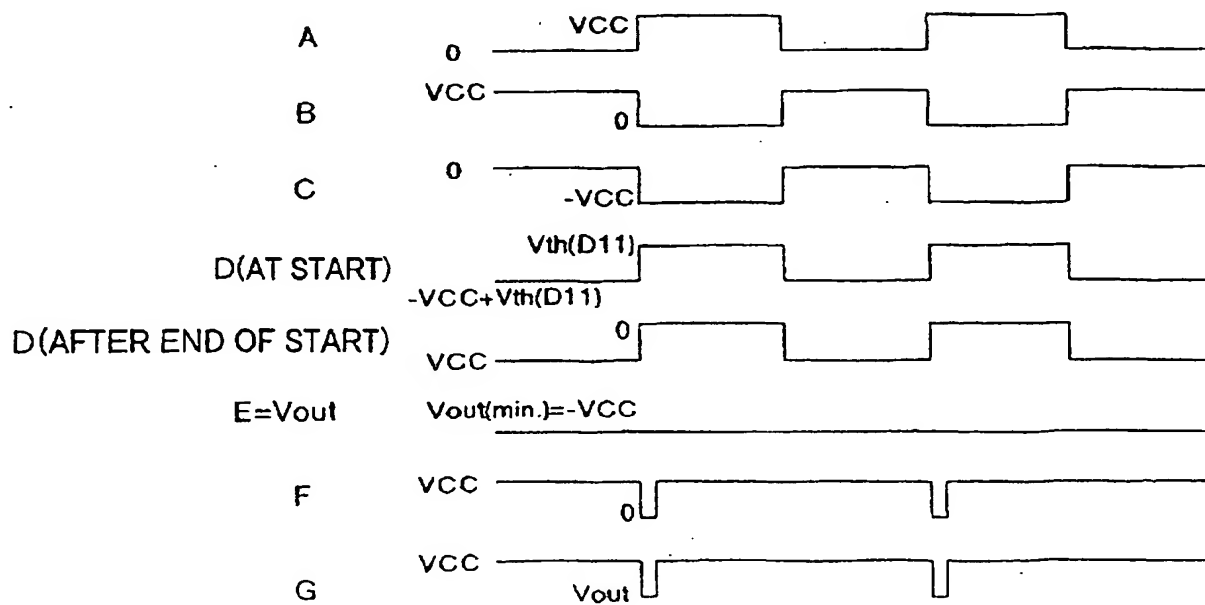 A
VCC
0
B
VCC
0
C
0
-VCC
D(AT START)
Vth(D11)
-VCC+Vth(D11)
D(AFTER END OF START)
0
VCC
E=Vout
Vout(min.)=-VCC
F
VCC
0
G
VCC
Vout